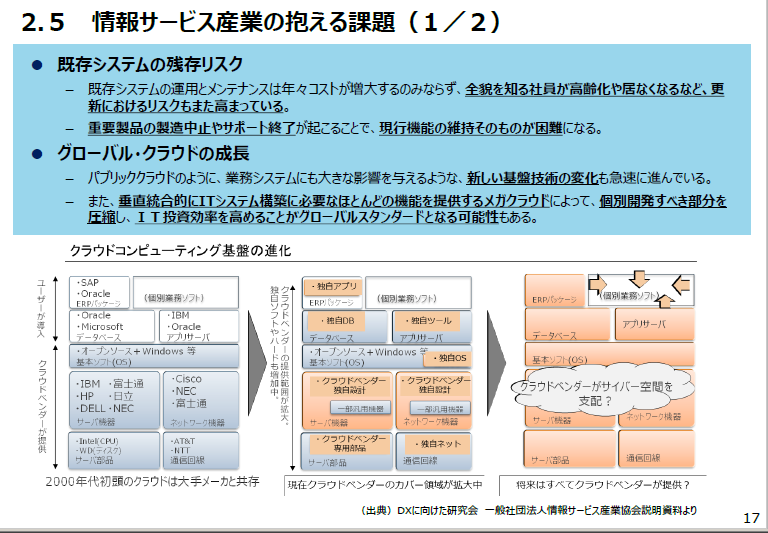 2.5 情報サービス産業の抱える課題（１／２）
● 既存システムの残存リスク
－ 既存システムの運用とメンテナンスは年々コストが増大するのみならず、全貌を知る社員が高齢化や居なくなるなど、更
新におけるリスクもまた高まっている。
－ 重要製品の製造中止やサポート終了が起こることで、現行機能の維持そのものが困難になる。
● グローバル・クラウドの成長
－ パブリッククラウドのように、業務システムにも大きな影響を与えるような、新しい基盤技術の変化も急速に進んでいる。
－ また、垂直統合的にITシステム構築に必要なほとんどの機能を提供するメガクラウドによって、個別開発すべき部分を
圧縮し、ＩＴ投資効率を高めることがグローバルスタンダードとなる可能性もある。
クラウドコンピューティング基盤の進化
ユーザーが導入
クラウドベンダーが提供
・SAP
・Oracle
ERPパッケージ
（個別業務ソフト）
・Oracle
・Microsoft
データベース
・IBM
・Oracle
アプリサーバ
・オープンソース＋Windows 等
基本ソフト(OS)
・IBM ・富士通
・HP ・日立
・DELL・NEC
サーバ機器
・Cisco
・NEC
・富士通
ネットワーク機器
・Intel(CPU)
・WD(ディスク)
サーバ部品
・AT&T
・NTT
通信回線
2000年代初頭のクラウドは大手メーカと共存
クラウドベンダーの提供範囲が拡大。
独自ソフトやハードも増加中。
・独自アプリ
ERPパッケージ
（個別業務ソフト）
・独自DB
データベース
・独自ツール
アプリサーバ
・オープンソース＋Windows 等
基本ソフト(OS)
・独自OS
・クラウドベンダー
独自設計
一部汎用機器
サーバ機器
・クラウドベンダー
独自設計
一部汎用機器
ネットワーク機器
・クラウドベンダー
専用部品
サーバ部品
・独自ネット
通信回線
現在クラウドベンダーのカバー領域が拡大中
ERPパッケージ
（個別業務ソフト）
データベース
アプリサーバ
基本ソフト(OS)
クラウドベンダーがサイバー空間を
支配？
サーバ機器
ネットワーク機器
サーバ部品
通信回線
将来はすべてクラウドベンダーが提供？
（出典）DXに向けた研究会 一般社団法人情報サービス産業協会説明資料より
17